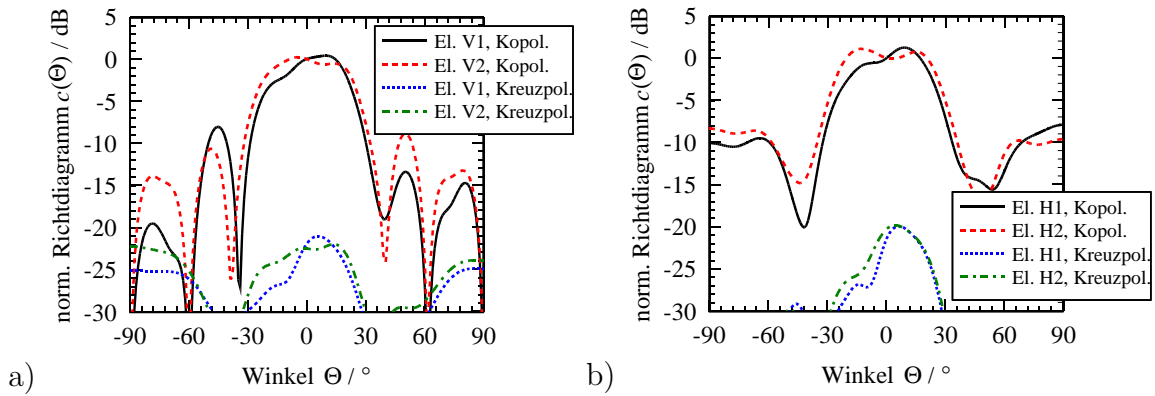 norm. Richtdiagramm c(Θ) / dB
5
0
-5
-10
-15
-20
-25
-30
-90
-60
-30
0
30
60
90
Winkel Θ / °
El. V1, Kopol.
El. V2, Kopol.
El. V1, Kreuzpol.
El. V2, Kreuzpol.
a)
norm. Richtdiagramm c(Θ) / dB
5
0
-5
-10
-15
-20
-25
-30
-90
-60
-30
0
30
60
90
Winkel Θ / °
El. H1, Kopol.
El. H2, Kopol.
El. H1, Kreuzpol.
El. H2, Kreuzpol.
b)